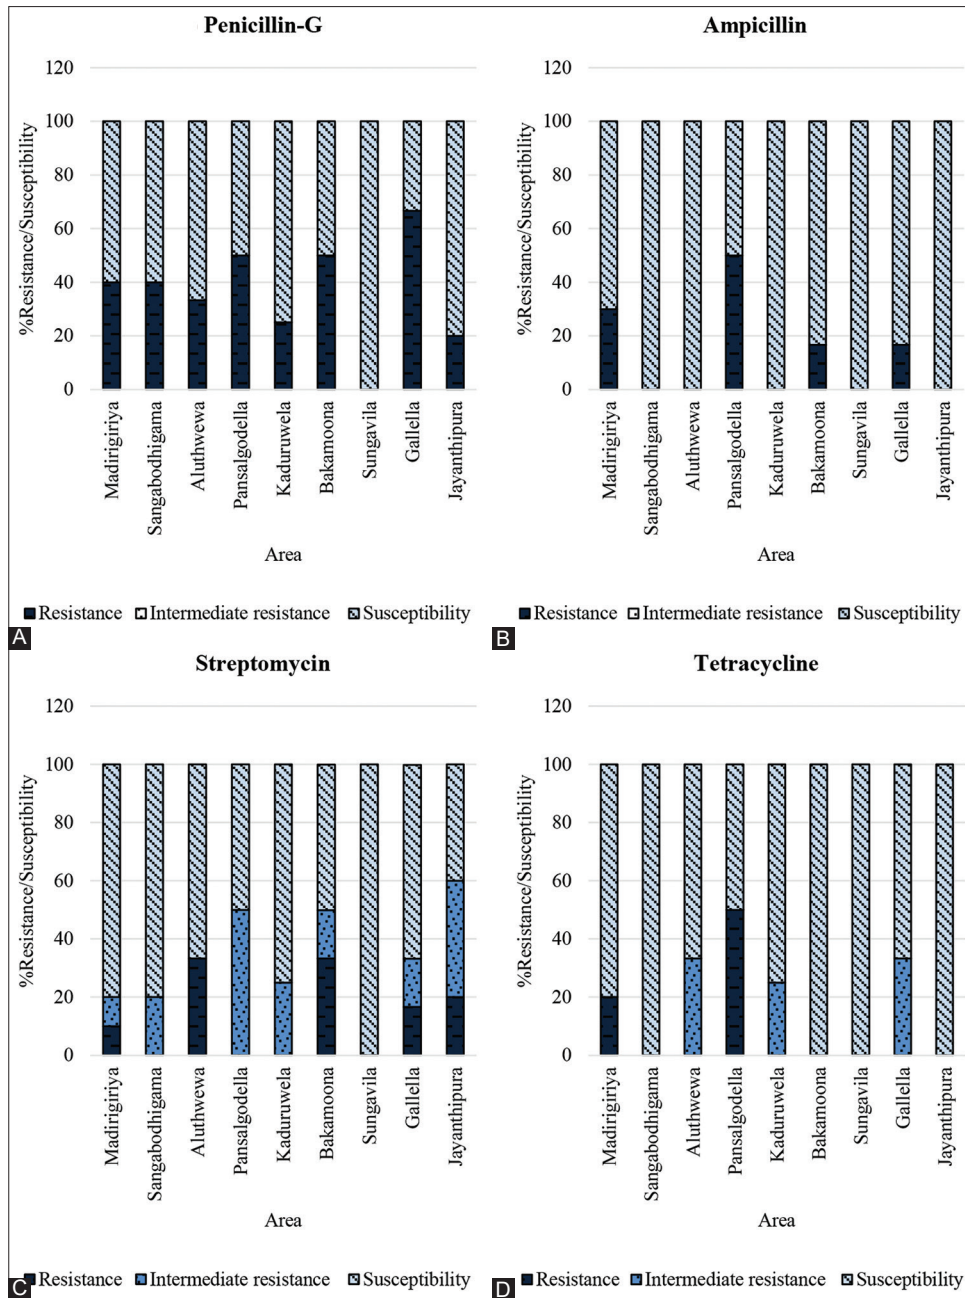 Penicillin-G
%Resistance/Susceptibility
120
100
80
60
40
20
0
Madirigiriya
Sangabodhigama
Aluthwewa
Pansalgodella
Kaduruwela
Bakamoona
Sungavila
Gallella
Jayanthipura
Area
Resistance Intermediate resistance Susceptibility
A
Ampicillin
%Resistance/Susceptibility
120
100
80
60
40
20
0
Madirigiriya
Sangabodhigama
Aluthwewa
Pansalgodella
Kaduruwela
Bakamoona
Sungavila
Gallella
Jayanthipura
Area
Resistance Intermediate resistance Susceptibility
B
Streptomycin
%Resistance/Susceptibility
120
100
80
60
40
20
0
Madirigiriya
Sangabodhigama
Aluthwewa
Pansalgodella
Kaduruwela
Bakamoona
Sungavila
Gallella
Jayanthipura
Area
Resistance Intermediate resistance Susceptibility
C
Tetracycline
%Resistance/Susceptibility
120
100
80
60
40
20
0
Madirigiriya
Sangabodhigama
Aluthwewa
Pansalgodella
Kaduruwela
Bakamoona
Sungavila
Gallella
Jayanthipura
Area
Resistance Intermediate resistance Susceptibility
D